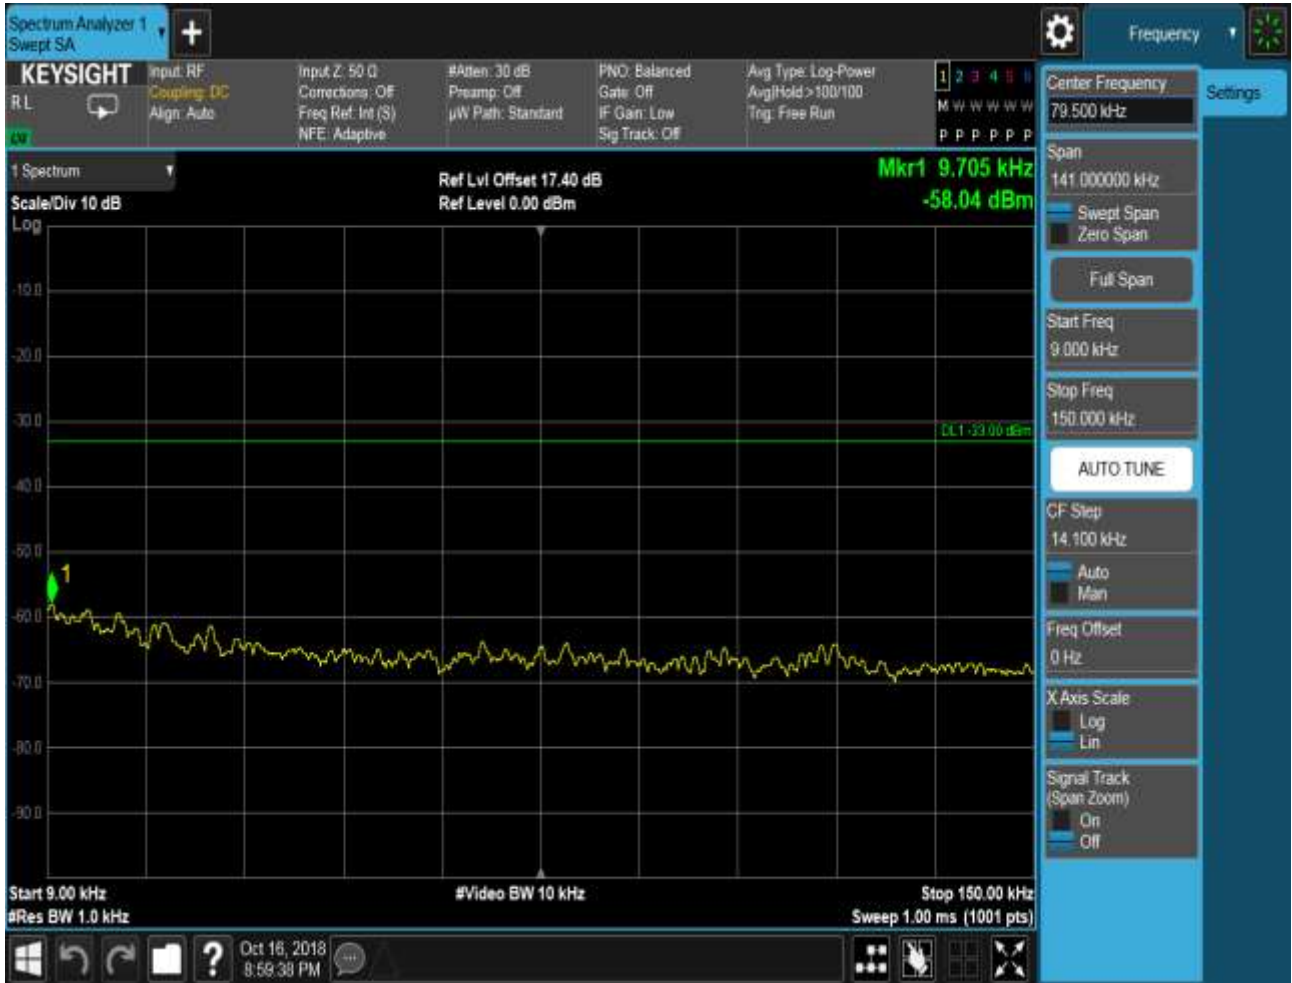 Spectrum Analyzer 1
Swept SA
+
Frequency
KEYSIGHT
RL
Input: RF
Coupling: DC
Align: Auto
Input Z: 50 Ω
Corrections: Off
Freq Ref: Int (S)
NFE: Adaptive
#Atten: 30 dB
Preamp: Off
µW Path: Standard
PNO: Balanced
Gate: Off
IF Gain: Low
Sig Track: Off
Avg Type: Log-Power
Avg|Hold:>100/100
Trig: Free Run
1 2 3 4 5 6
M W W W W W
P P P P P P
1 Spectrum
Scale/Div 10 dB
Log
Ref Lvl Offset 17.40 dB
Ref Level 0.00 dBm
Mkr1 9.705 kHz
-58.04 dBm
-10.0
-20.0
-30.0
DL1 -33.00 dBm
-40.0
-50.0
1
-60.0
-70.0
-80.0
-90.0
Start 9.00 kHz
#Res BW 1.0 kHz
#Video BW 10 kHz
Stop 150.00 kHz
Sweep 1.00 ms (1001 pts)
?
Oct 16, 2018
8:59:38 PM
Center Frequency
79.500 kHz
Settings
Span
141.000000 kHz
Swept Span
Zero Span
Full Span
Start Freq
9.000 kHz
Stop Freq
150.000 kHz
AUTO TUNE
CF Step
14.100 kHz
Auto
Man
Freq Offset
0 Hz
X Axis Scale
Log
Lin
Signal Track
(Span Zoom)
On
Off